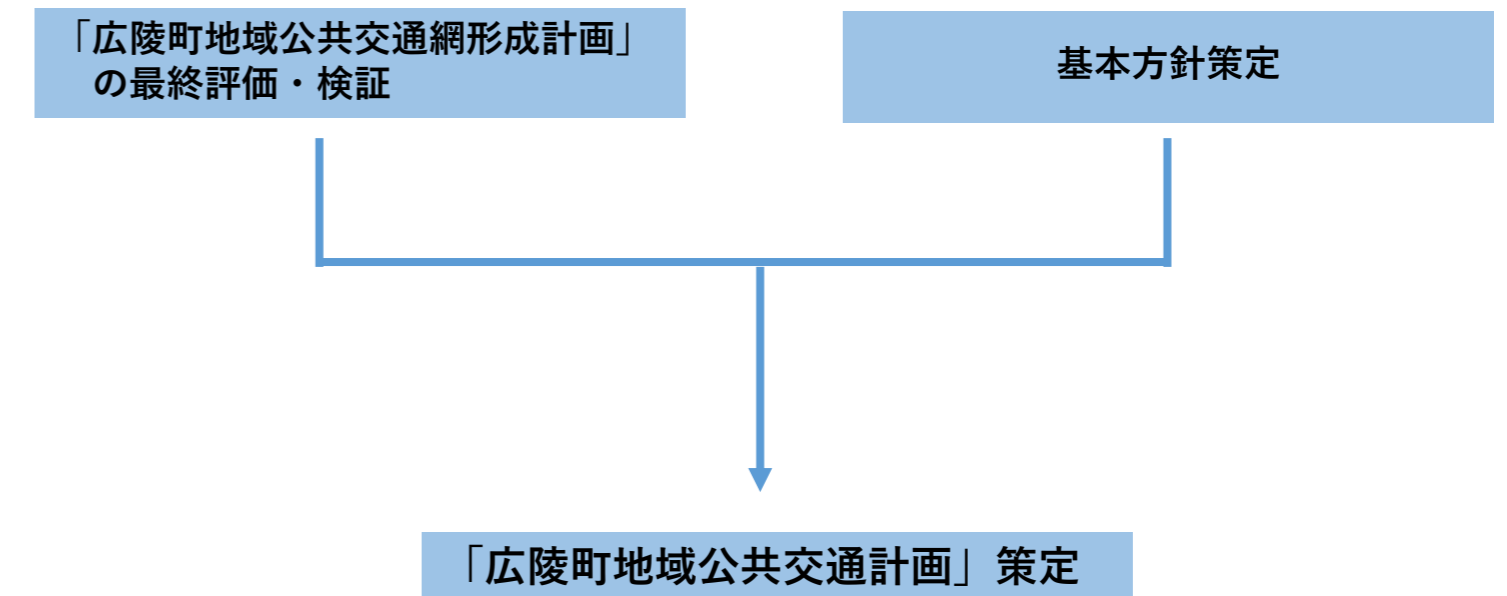 「広陵町地域公共交通網形成計画」
の最終評価・検証
基本方針策定
「広陵町地域公共交通計画」策定